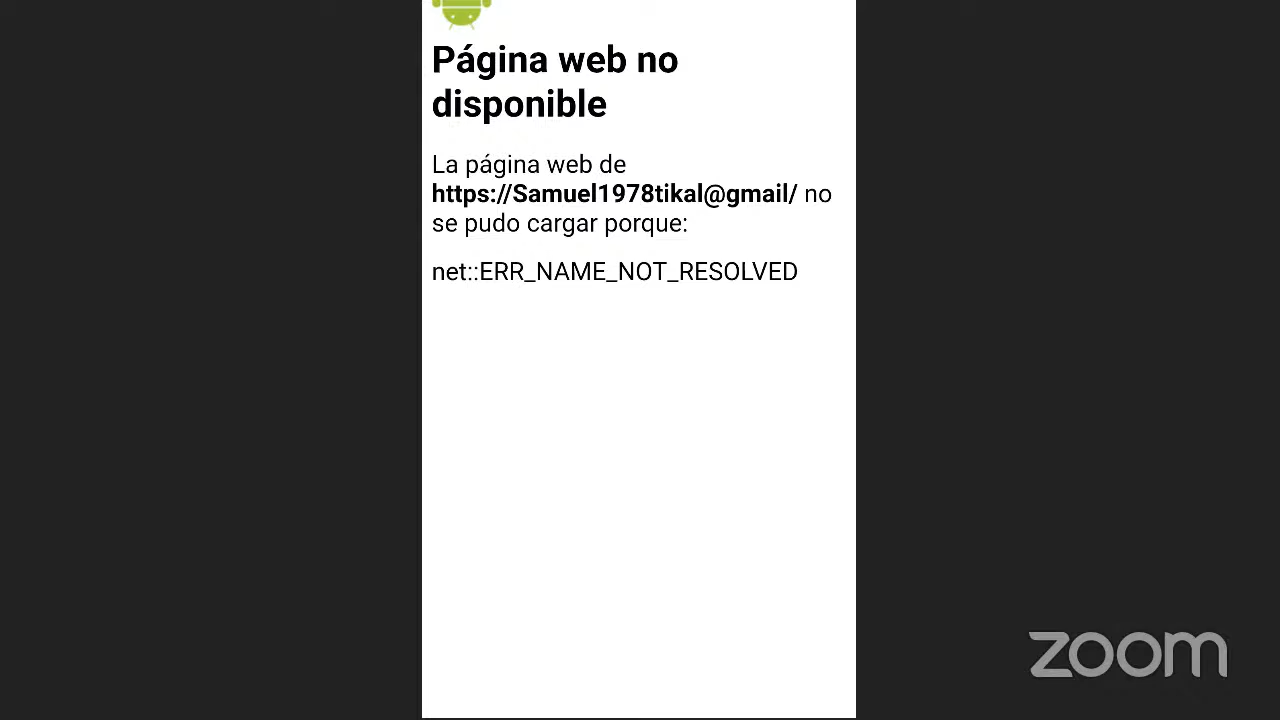 Página web no
disponible
La página web de
https://Samuel1978tikal@gmail/ no
se pudo cargar porque:
net::ERR_NAME_NOT_RESOLVED
zoom